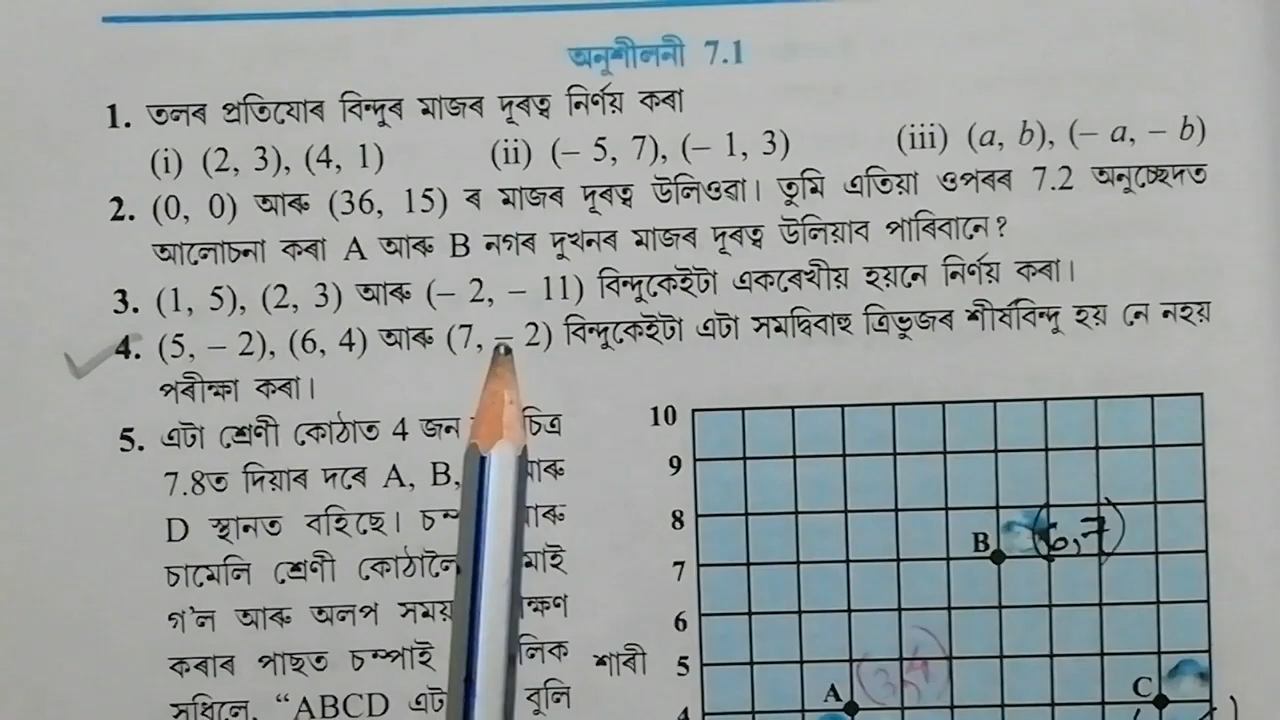 অনুশীলনী 7.1
1. তলৰ প্ৰতিযোৰ বিন্দুৰ মাজৰ দূৰত্ব নিৰ্ণয় কৰা
(i) (2, 3), (4, 1) (ii) (– 5, 7), (– 1, 3) (iii) (a, b), (– a, – b)
2. (0, 0) আৰু (36, 15) ৰ মাজৰ দূৰত্ব উলিওৱা। তুমি এতিয়া ওপৰৰ 7.2 অনুচ্ছেদত
আলোচনা কৰা A আৰু B নগৰ দুখনৰ মাজৰ দূৰত্ব উলিয়াব পাৰিবানে?
3. (1, 5), (2, 3) আৰু (– 2, – 11) বিন্দুকেইটা একৰেখীয় হয়নে নিৰ্ণয় কৰা।
4. (5, – 2), (6, 4) আৰু (7, – 2) বিন্দুকেইটা এটা সমদ্বিবাহু ত্ৰিভুজৰ শীৰ্ষবিন্দু হয় নে নহয়
পৰীক্ষা কৰা।
5. এটা শ্ৰেণী কোঠাত 4 জন চিত্ৰ
7.8ত দিয়াৰ দৰে A, B,
D স্থানত বহিছে।
চামেলি শ্ৰেণী কোঠালৈ
গ'ল আৰু অলপ সময়
কৰাৰ পাছত চম্পাই
সুধিলে, “ABCD বুলি
10
9
8
B (6,7)
7
6
শাৰী 5
(3,4)
A C
4